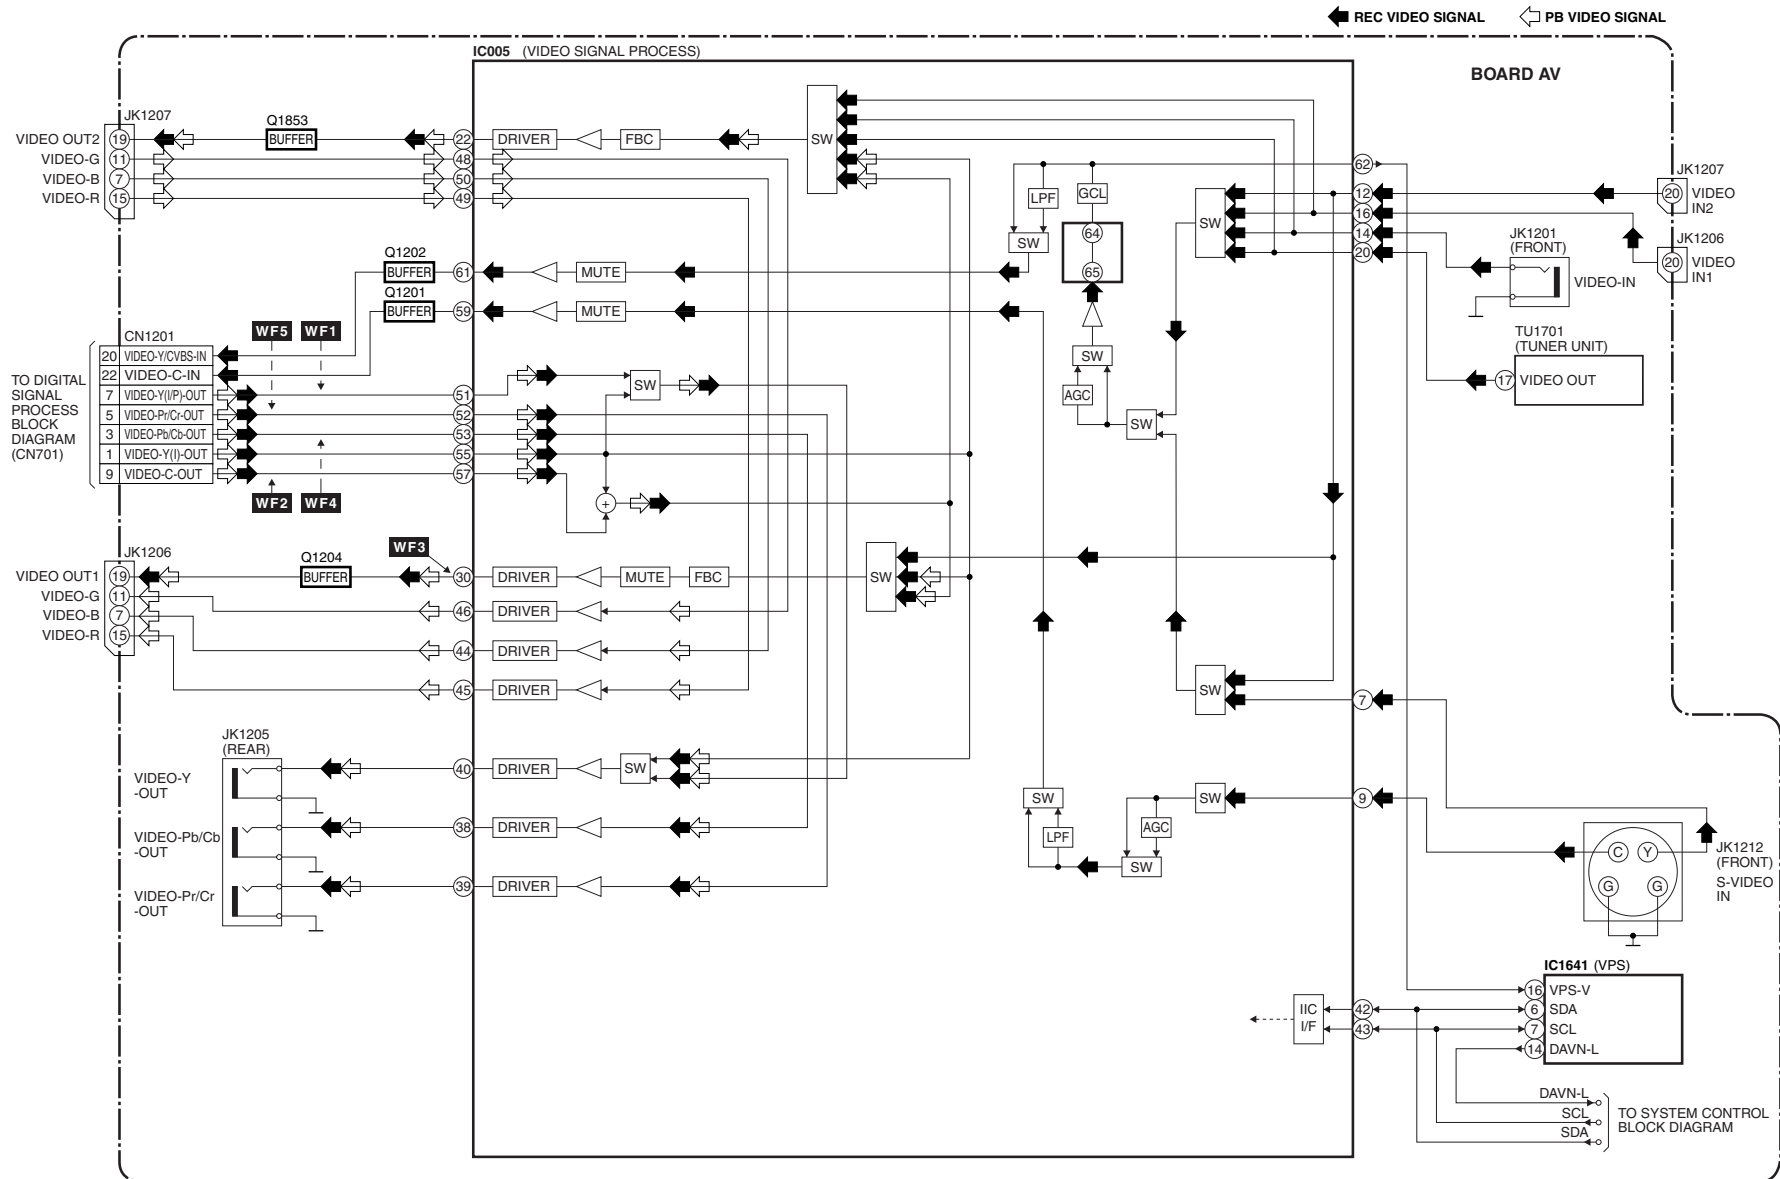 REC VIDEO SIGNAL PB VIDEO SIGNAL
IC005 (VIDEO SIGNAL PROCESS)
BOARD AV
JK1207
VIDEO OUT2 19
VIDEO-G 11
VIDEO-B 7
VIDEO-R 15
Q1853
BUFFER
22 DRIVER FBC SW
48
50
49
Q1202
BUFFER 61 MUTE
Q1201
BUFFER 59 MUTE
SW LPF GCL
64
65
SW
AGC
SW
SW
62
12
16
14
20
JK1207
20 VIDEO
IN2
JK1206
20 VIDEO
IN1
JK1201
(FRONT)
VIDEO-IN
TU1701
(TUNER UNIT)
17 VIDEO OUT
TO DIGITAL
SIGNAL
PROCESS
BLOCK
DIAGRAM
(CN701)
CN1201
20 VIDEO-Y/CVBS-IN
22 VIDEO-C-IN
7 VIDEO-Y(I/P)-OUT
5 VIDEO-Pr/Cr-OUT
3 VIDEO-Pb/Cb-OUT
1 VIDEO-Y(I)-OUT
9 VIDEO-C-OUT
WF5 WF1
WF2 WF4
51
52
53
55
57
SW
+
JK1206
VIDEO OUT1 19
VIDEO-G 11
VIDEO-B 7
VIDEO-R 15
Q1204
BUFFER
WF3
30 DRIVER MUTE FBC SW
46 DRIVER
44 DRIVER
45 DRIVER
SW
7
JK1205
(REAR)
VIDEO-Y
-OUT
VIDEO-Pb/Cb
-OUT
VIDEO-Pr/Cr
-OUT
40 DRIVER SW
38 DRIVER
39 DRIVER
SW
LPF
SW
AGC
SW
9
C Y
G G
JK1212
(FRONT)
S-VIDEO
IN
IC1641 (VPS)
16 VPS-V
6 SDA
7 SCL
14 DAVN-L
IIC
I/F
42
43
DAVN-L
SCL
SDA
TO SYSTEM CONTROL
BLOCK DIAGRAM